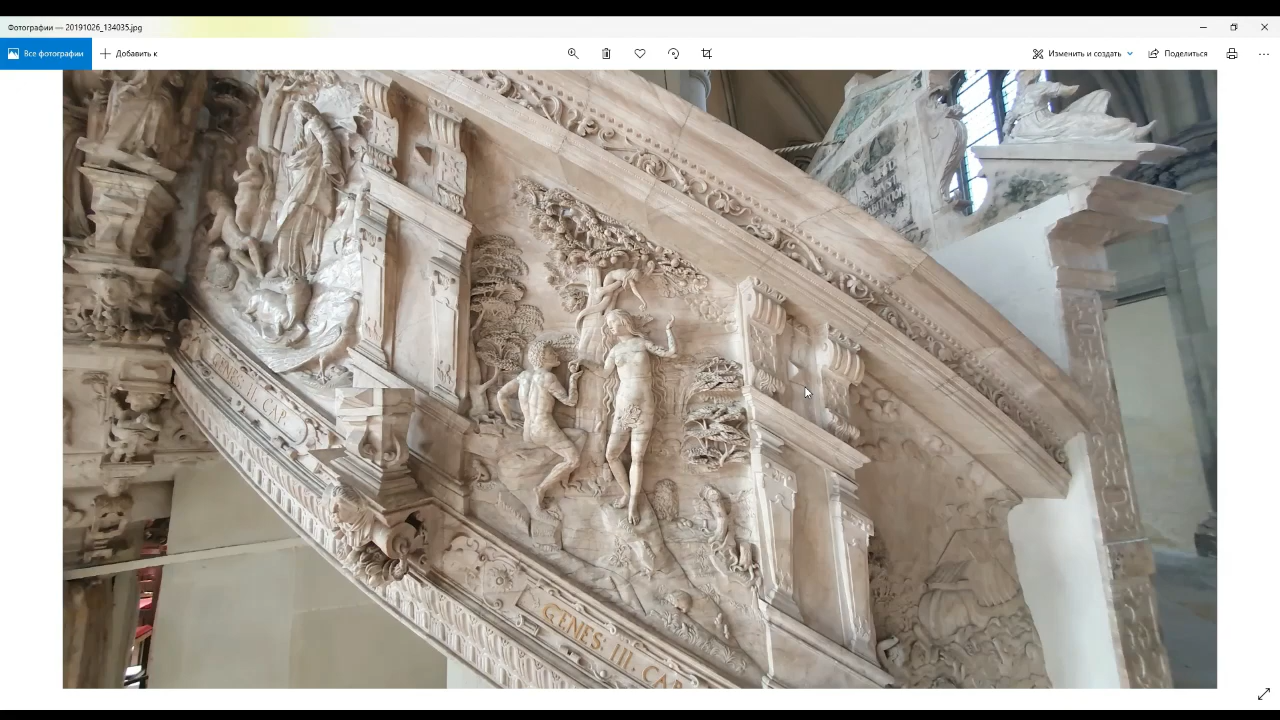 Фотографии — 20191026_134035.jpg
Все фотографии
Добавить к
Изменить и создать
Поделиться
GENES: II. CAP.
GENES: III. CAP